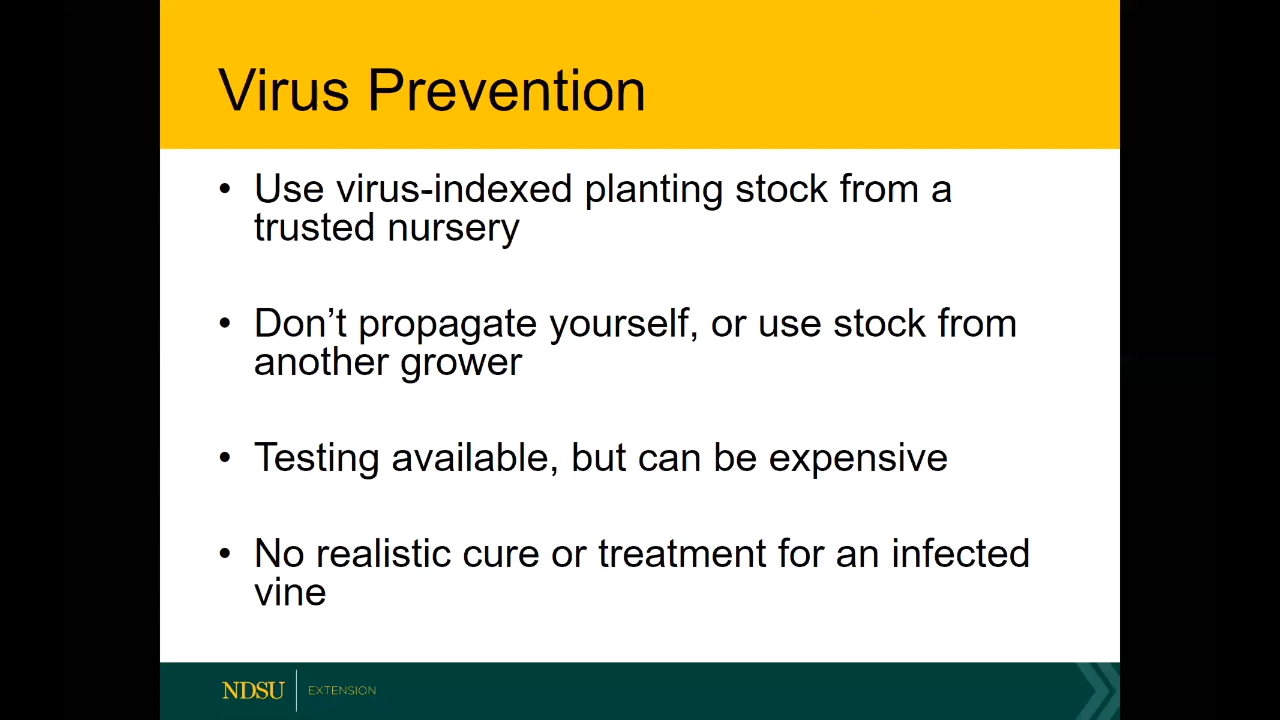 Virus Prevention
• Use virus-indexed planting stock from a
trusted nursery
• Don’t propagate yourself, or use stock from
another grower
• Testing available, but can be expensive
• No realistic cure or treatment for an infected
vine
NDSU EXTENSION